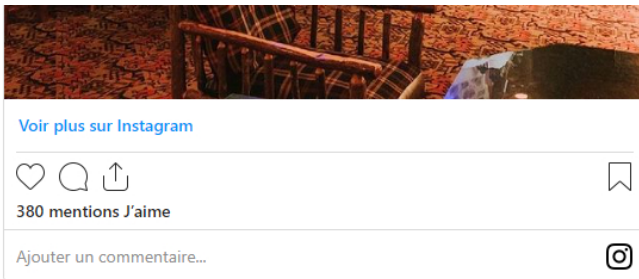 Voir plus sur Instagram
380 mentions J’aime
Ajouter un commentaire...